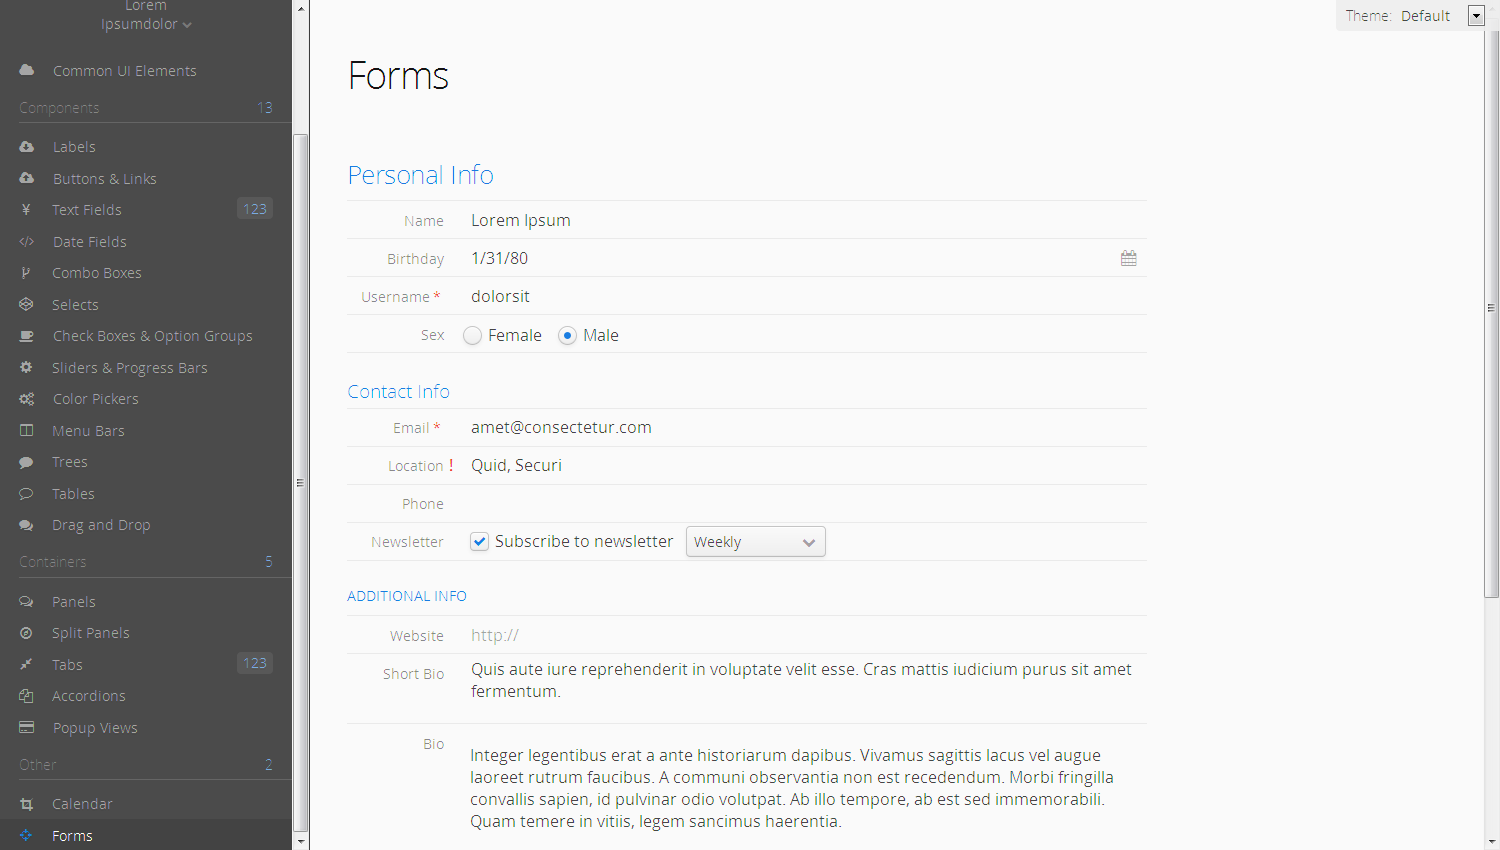 Lorem
Ipsumdolor
Common UI Elements
Components 13
Labels
Buttons & Links
Text Fields 123
Date Fields
Combo Boxes
Selects
Check Boxes & Option Groups
Sliders & Progress Bars
Color Pickers
Menu Bars
Trees
Tables
Drag and Drop
Containers 5
Panels
Split Panels
Tabs 123
Accordions
Popup Views
Other 2
Calendar
Forms
Theme: Default
Forms
Personal Info
Name Lorem Ipsum
Birthday 1/31/80
Username * dolorsit
Sex Female Male
Contact Info
Email * amet@consectetur.com
Location ! Quid, Securi
Phone
Newsletter Subscribe to newsletter Weekly
ADDITIONAL INFO
Website http://
Short Bio Quis aute iure reprehenderit in voluptate velit esse. Cras mattis iudicium purus sit amet
fermentum.
Bio
Integer legentibus erat a ante historiarum dapibus. Vivamus sagittis lacus vel augue
laoreet rutrum faucibus. A communi observantia non est recedendum. Morbi fringilla
convallis sapien, id pulvinar odio volutpat. Ab illo tempore, ab est sed immemorabili.
Quam temere in vitiis, legem sancimus haerentia.